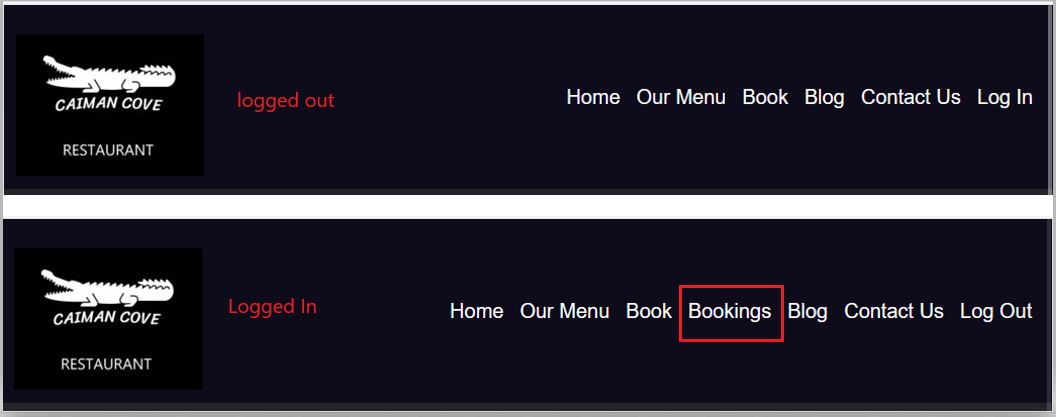 CAIMAN COVE
RESTAURANT
logged out
Home Our Menu Book Blog Contact Us Log In
CAIMAN COVE
RESTAURANT
Logged In
Home Our Menu Book Bookings Blog Contact Us Log Out